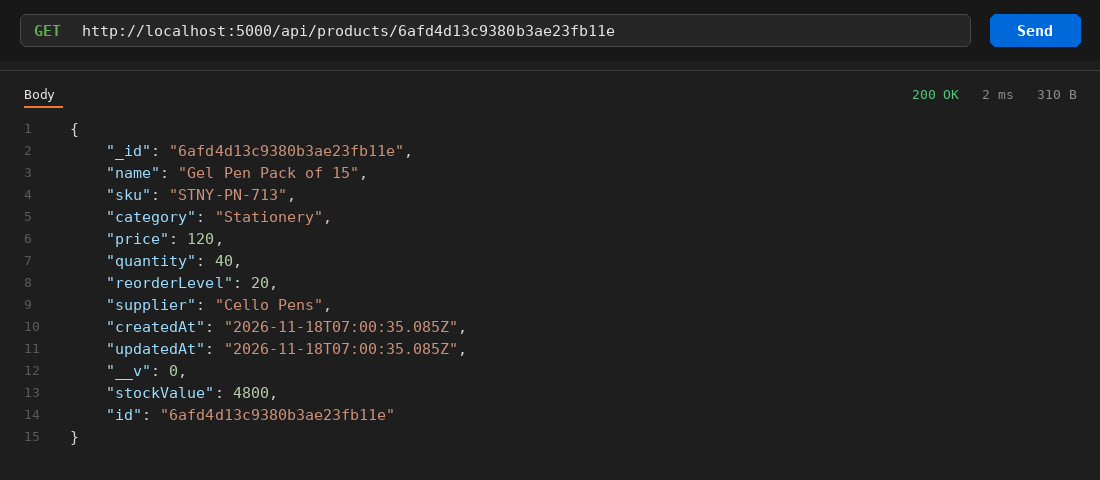 GET http://localhost:5000/api/products/6afd4d13c9380b3ae23fb11e Send
Body 200 OK 2 ms 310 B
1 {
2 "_id": "6afd4d13c9380b3ae23fb11e",
3 "name": "Gel Pen Pack of 15",
4 "sku": "STNY-PN-713",
5 "category": "Stationery",
6 "price": 120,
7 "quantity": 40,
8 "reorderLevel": 20,
9 "supplier": "Cello Pens",
10 "createdAt": "2026-11-18T07:00:35.085Z",
11 "updatedAt": "2026-11-18T07:00:35.085Z",
12 "__v": 0,
13 "stockValue": 4800,
14 "id": "6afd4d13c9380b3ae23fb11e"
15 }